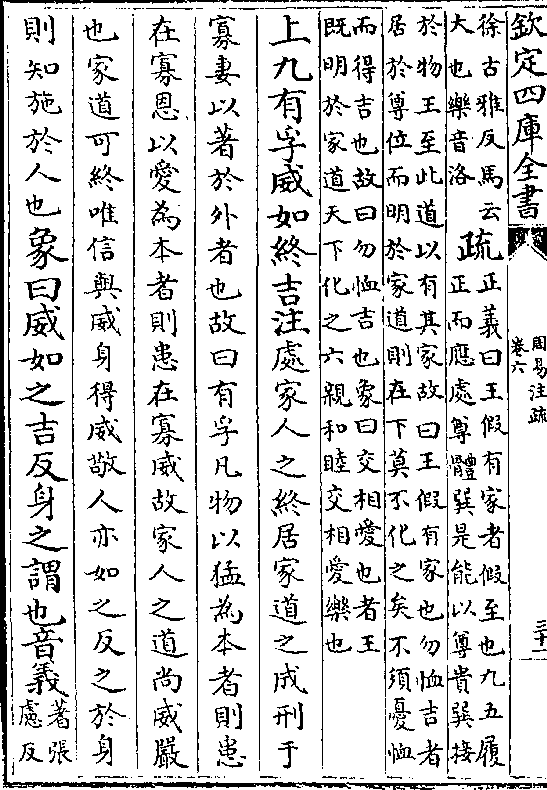 欽定四庫全書
周易注疏
卷六
三十二
徐古雅反馬云
大也樂音洛
疏
正義曰王假有家者假至也九五履
正而應處尊體巽是能以尊貴巽接
於物王至此道以有其家故曰王假有家也勿恤吉者
居於尊位而明於家道則在下莫不化之矣不須憂恤
而得吉也故曰勿恤吉也象曰交相愛也者王
既明於家道天下化之六親和睦交相愛樂也
上九有孚威如終吉注處家人之終居家道之成刑于
寡妻以著於外者也故曰有孚凡物以猛為本者則患
在寡恩以愛為本者則患在寡威故家人之道尚威嚴
也家道可終唯信與威身得威敬人亦如之反之於身
則知施於人也象曰威如之吉反身之謂也音義
著張
慮反